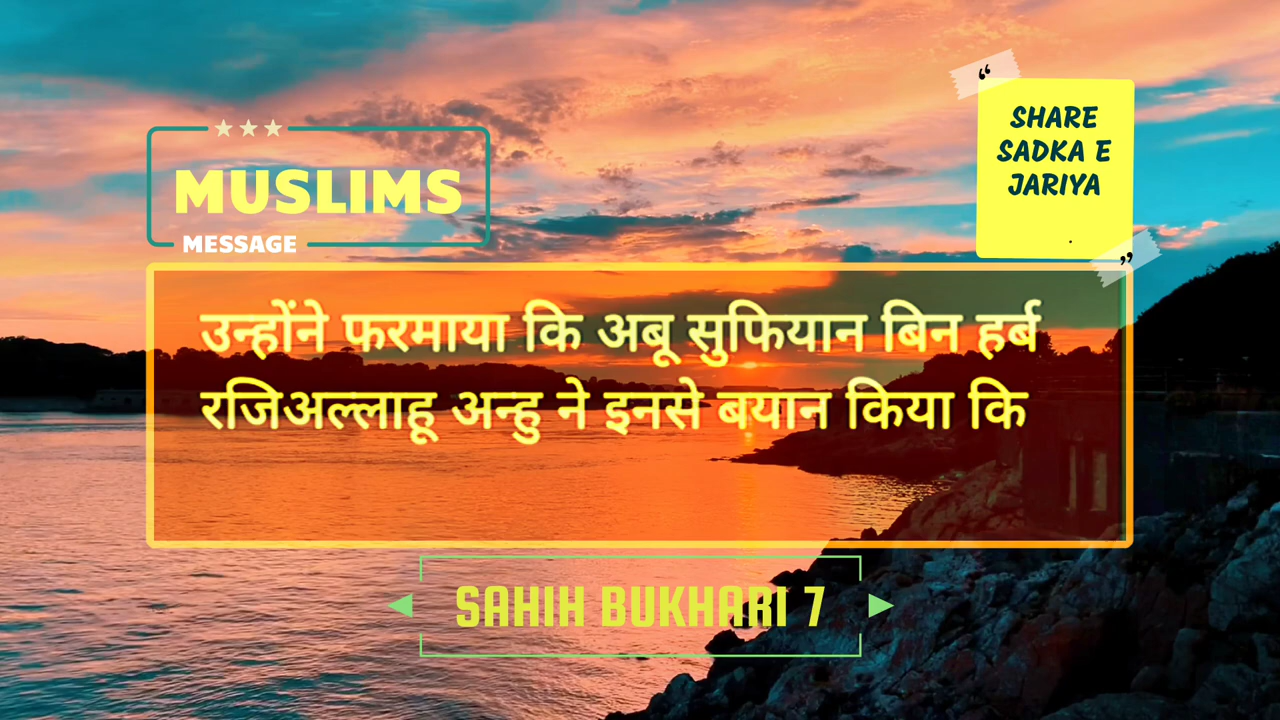 MUSLIMS
MESSAGE
“
SHARE
SADKA E
JARIYA
.
”
उन्होंने फरमाया कि अबू सुफियान बिन हर्ब
रजिअल्लाहू अन्हु ने इनसे बयान किया कि
SAHIH BUKHARI 7